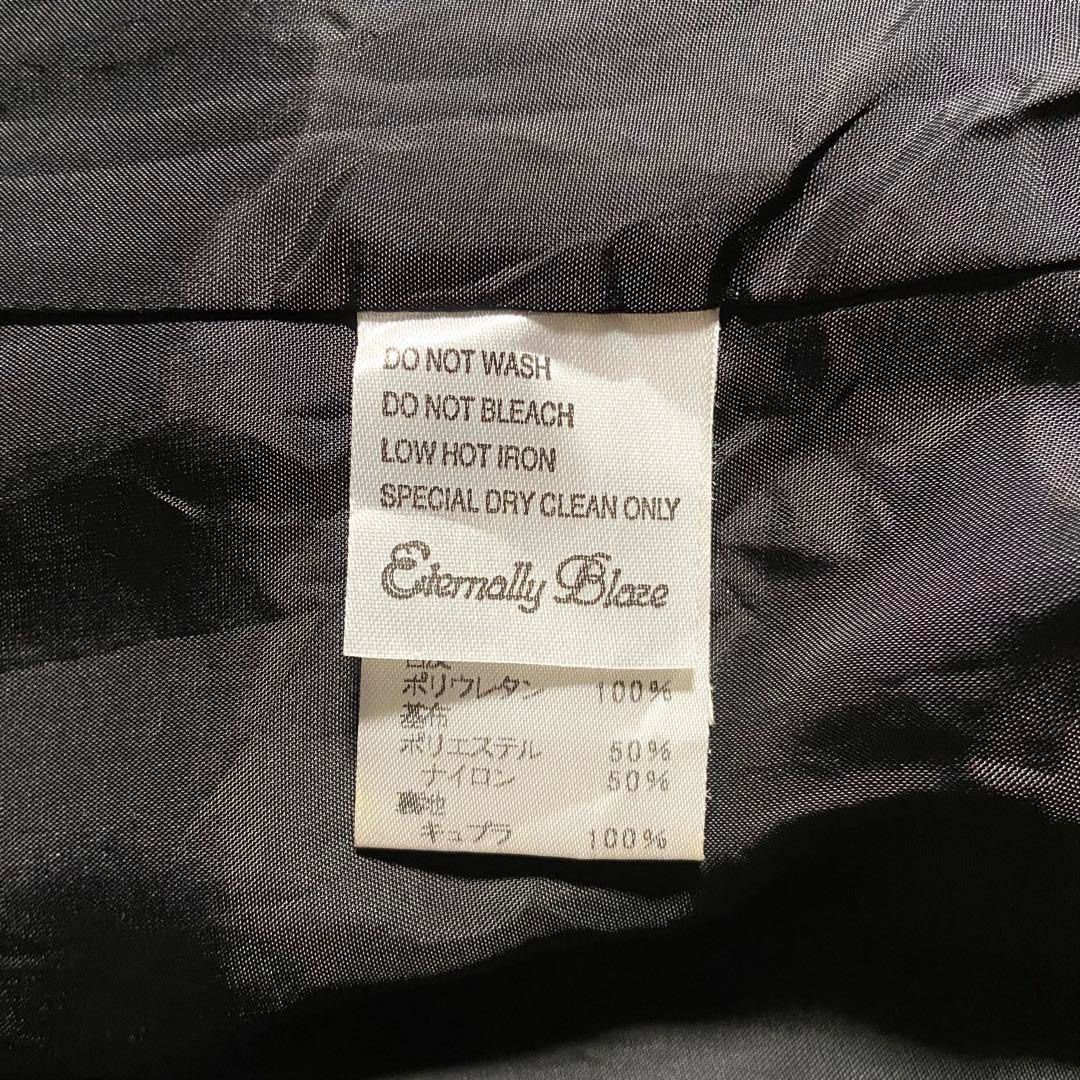 DO NOT WASH
DO NOT BLEACH
LOW HOT IRON
SPECIAL DRY CLEAN ONLY
Eternally Blaze
ポリウレタン 100%
基布
ポリエステル 50%
ナイロン 50%
裏地
キュプラ 100%